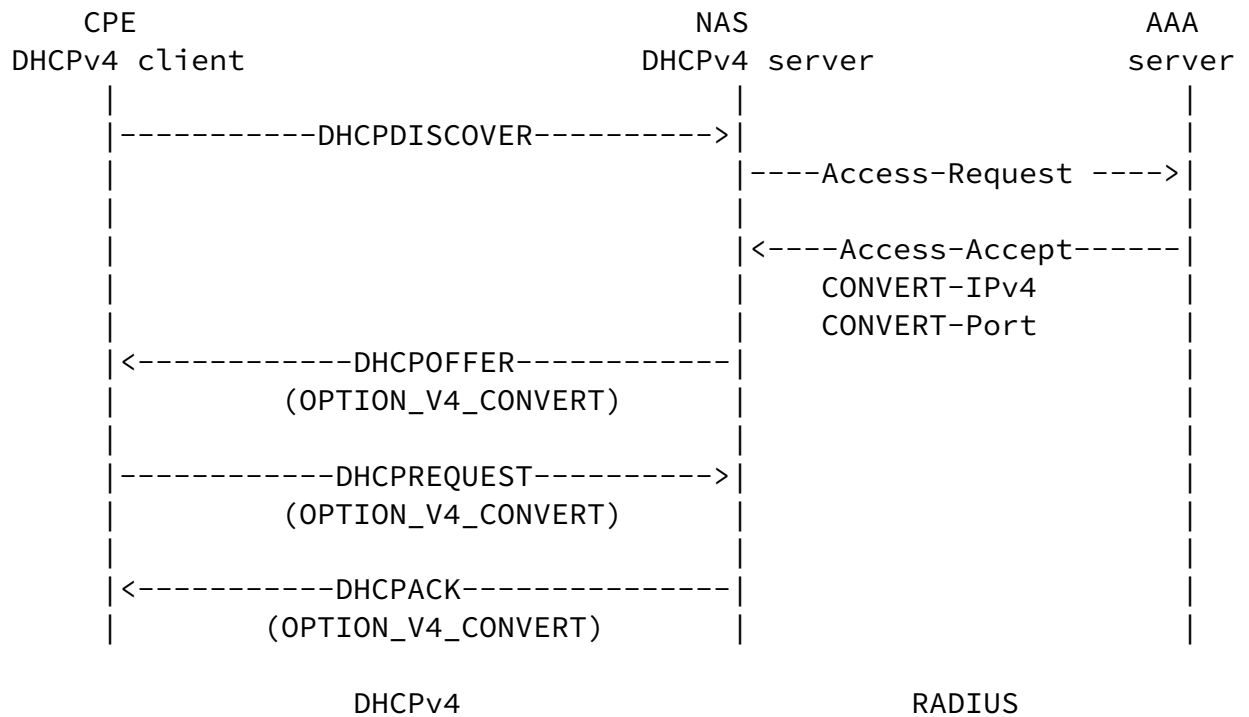 CPE NAS AAA
DHCPv4 client DHCPv4 server server
DHCPDISCOVER
Access-Request
Access-Accept
CONVERT-IPv4
CONVERT-Port
DHCPOFFER
(OPTION_V4_CONVERT)
DHCPREQUEST
(OPTION_V4_CONVERT)
DHCPACK
(OPTION_V4_CONVERT)
DHCPv4 RADIUS